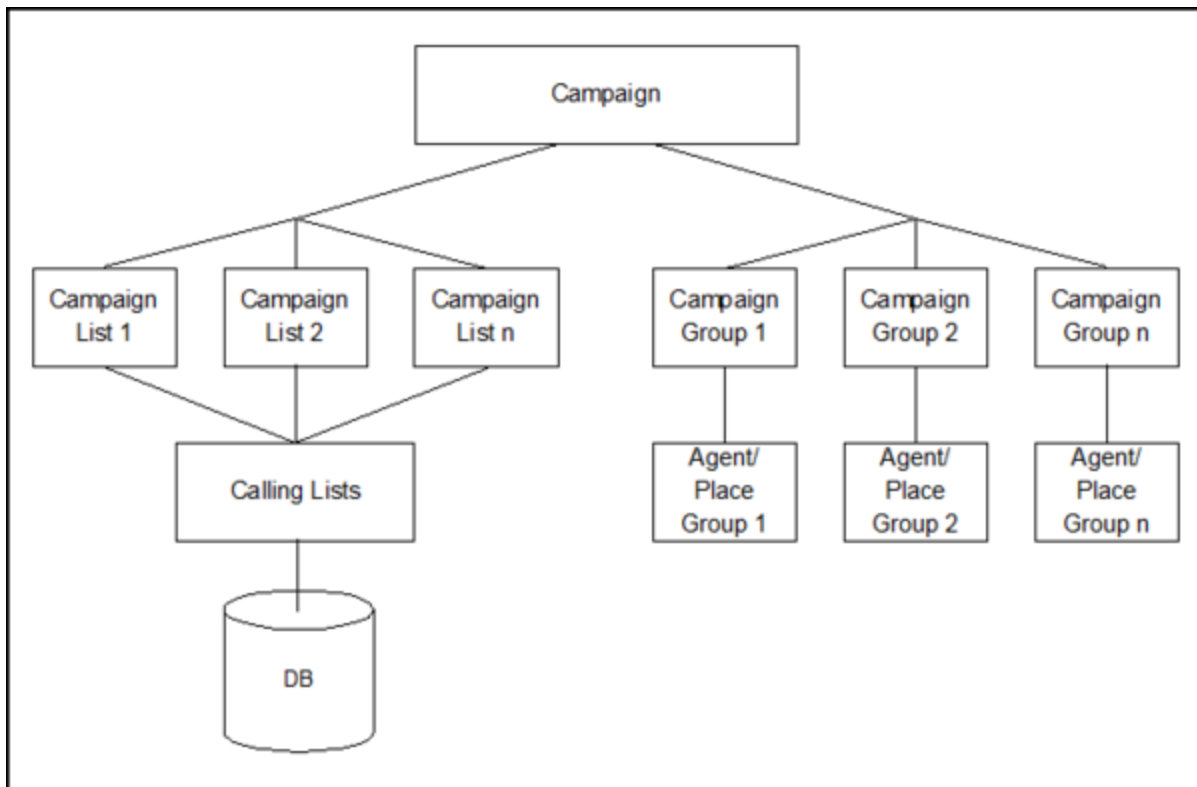 Campaign
Campaign
List 1
Campaign
List 2
Campaign
List n
Campaign
Group 1
Campaign
Group 2
Campaign
Group n
Calling Lists
Agent/
Place
Group 1
Agent/
Place
Group 2
Agent/
Place
Group n
DB